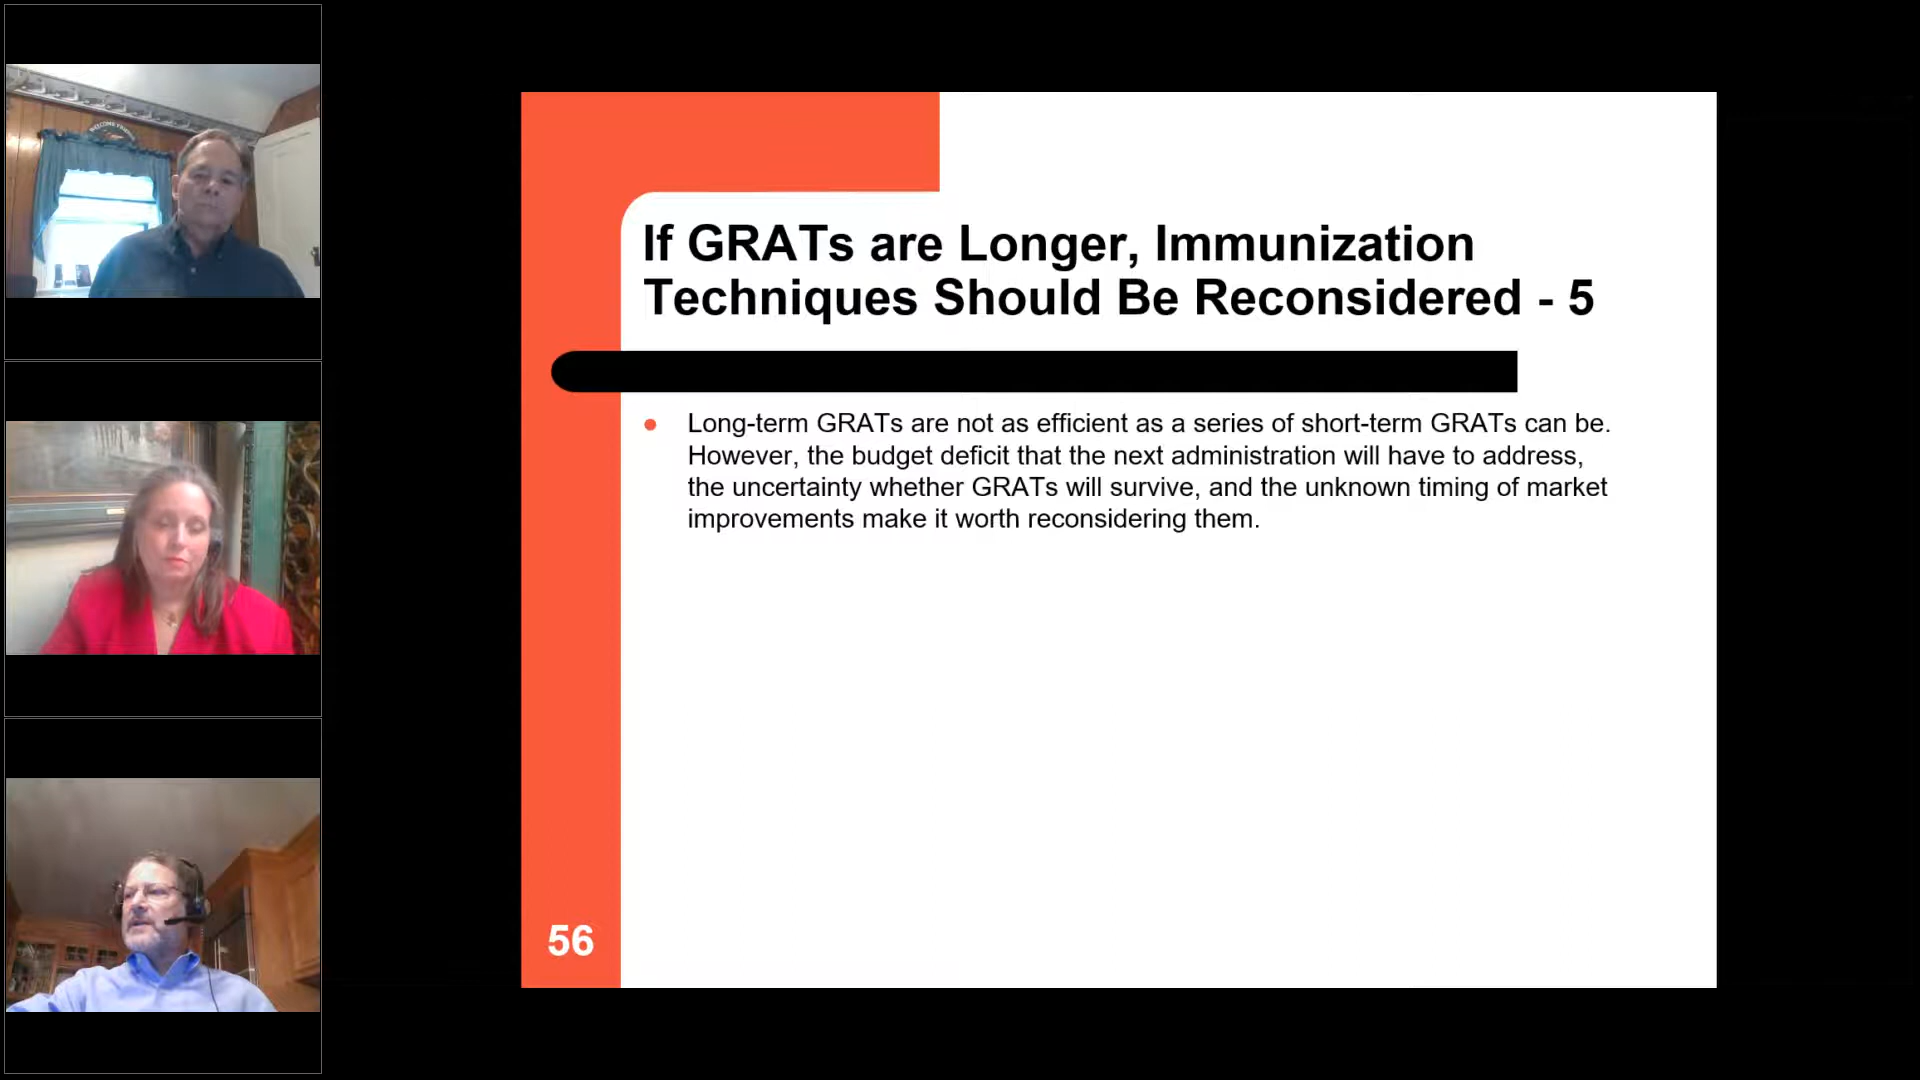 WELCOME FRIENDS
If GRATs are Longer, Immunization
Techniques Should Be Reconsidered - 5
Long-term GRATs are not as efficient as a series of short-term GRATs can be.
However, the budget deficit that the next administration will have to address,
the uncertainty whether GRATs will survive, and the unknown timing of market
improvements make it worth reconsidering them.
56